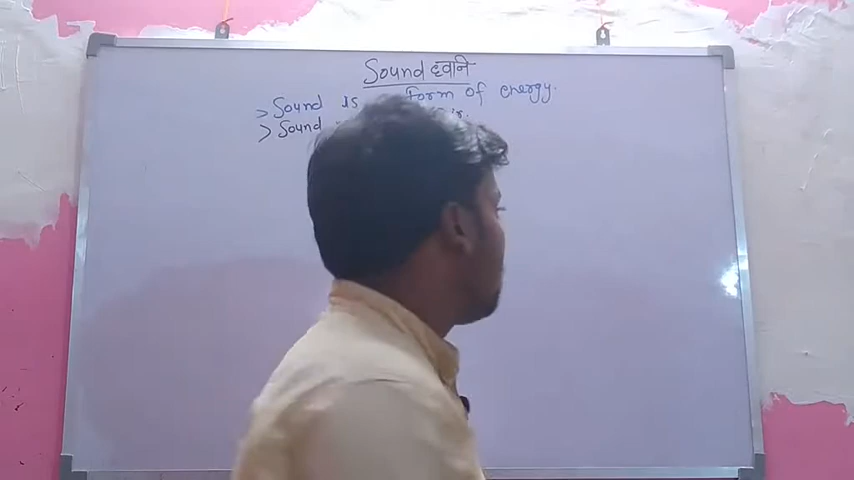 Sound ध्वनि
> Sound is form of energy.
> Sound